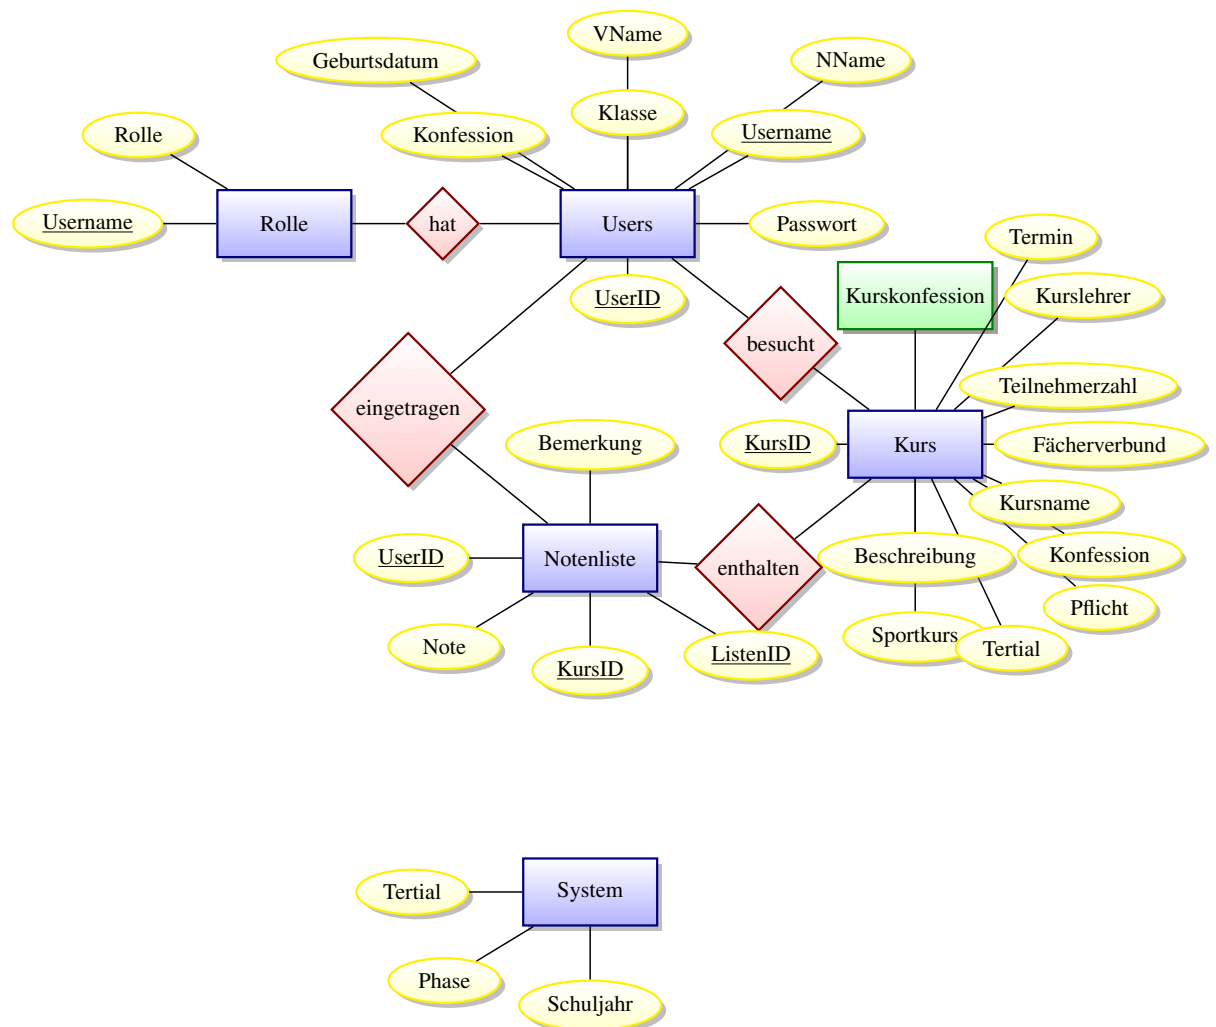 VName
Geburtsdatum
NName
Klasse
Rolle
Konfession
Username
Username
Rolle
hat
Users
Passwort
Termin
UserID
Kurskonfession
Kurslehrer
besucht
Teilnehmerzahl
eingetragen
Bemerkung
KursID
Kurs
Fächerverbund
Kursname
UserID
Notenliste
enthalten
Beschreibung
Konfession
Pflicht
Note
KursID
ListenID
Sportkurs
Tertial
Tertial
System
Phase
Schuljahr